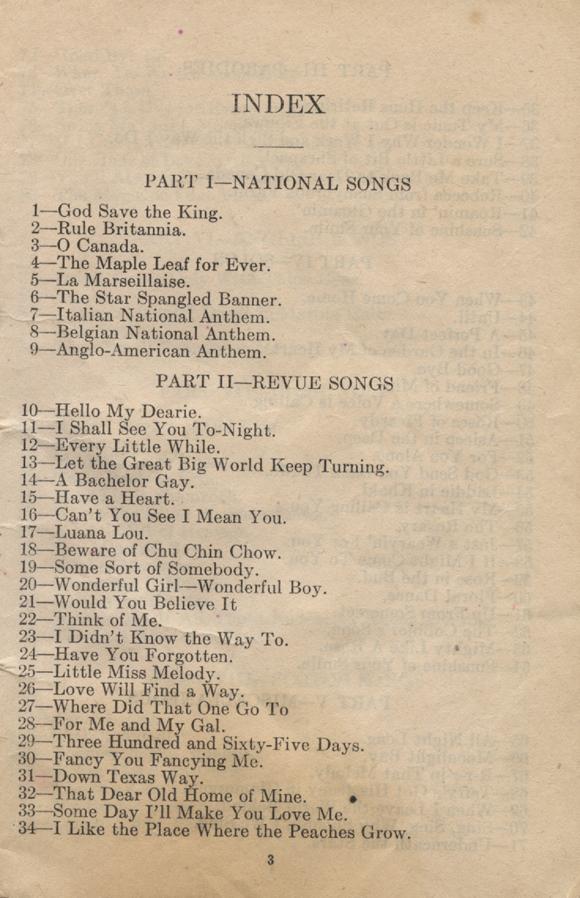 INDEX
PART I—NATIONAL SONGS
1—God Save the King.
2—Rule Britannia.
3—O Canada.
4—The Maple Leaf for Ever.
5—La Marseillaise.
6—The Star Spangled Banner.
7—Italian National Anthem.
8—Belgian National Anthem.
9—Anglo-American Anthem.
PART II—REVUE SONGS
10—Hello My Dearie.
11—I Shall See You To-Night.
12—Every Little While.
13—Let the Great Big World Keep Turning.
14—A Bachelor Gay.
15—Have a Heart.
16—Can't You See I Mean You.
17—Luana Lou.
18—Beware of Chu Chin Chow.
19—Some Sort of Somebody.
20—Wonderful Girl—Wonderful Boy.
21—Would You Believe It
22—Think of Me.
23—I Didn't Know the Way To.
24—Have You Forgotten.
25—Little Miss Melody.
26—Love Will Find a Way.
27—Where Did That One Go To
28—For Me and My Gal.
29—Three Hundred and Sixty-Five Days.
30—Fancy You Fancying Me.
31—Down Texas Way.
32—That Dear Old Home of Mine.
33—Some Day I'll Make You Love Me.
34—I Like the Place Where the Peaches Grow.
3